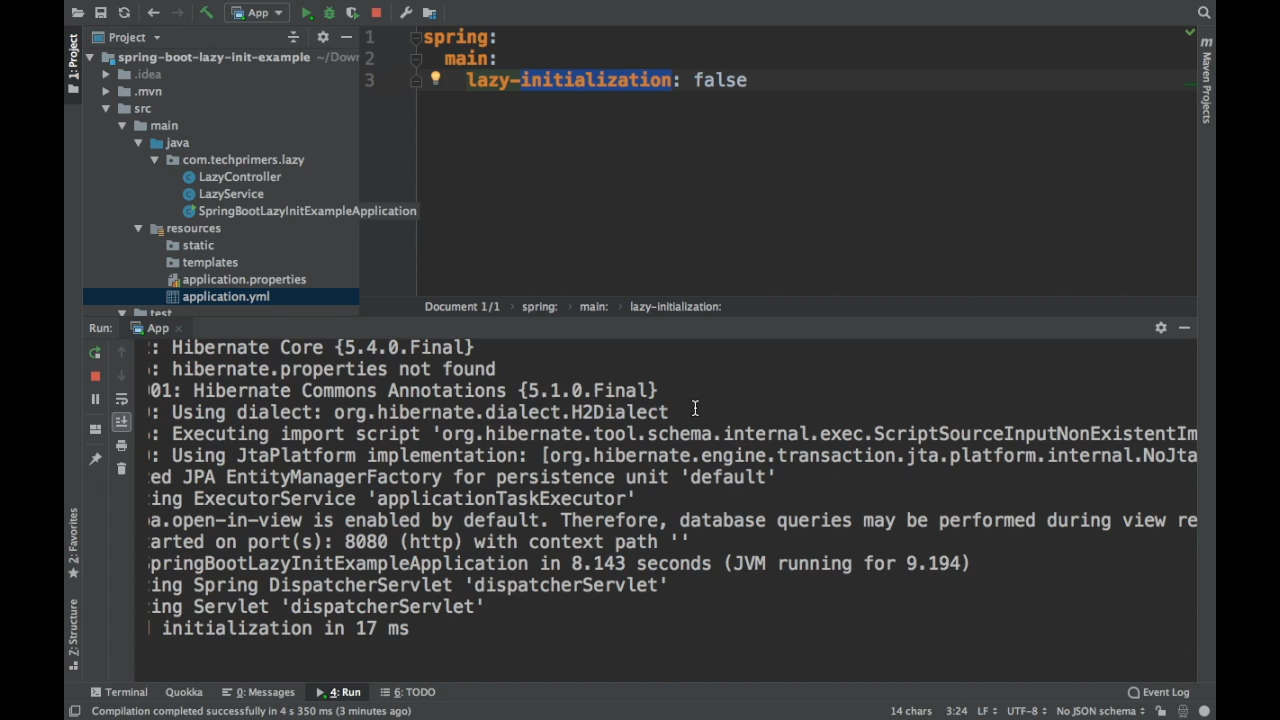 App
Project
1: Project
spring-boot-lazy-init-example ~/Dow
.idea
.mvn
src
main
java
com.techprimers.lazy
LazyController
LazyService
SpringBootLazyInitExampleApplication
resources
static
templates
application.properties
application.yml
test
1 spring:
2 main:
3 lazy-initialization: false
Maven Projects
Document 1/1 › spring: › main: › lazy-initialization:
Run: App
: Hibernate Core {5.4.0.Final}
: hibernate.properties not found
01: Hibernate Commons Annotations {5.1.0.Final}
: Using dialect: org.hibernate.dialect.H2Dialect
: Executing import script 'org.hibernate.tool.schema.internal.exec.ScriptSourceInputNonExistentIm
: Using JtaPlatform implementation: [org.hibernate.engine.transaction.jta.platform.internal.NoJta
ed JPA EntityManagerFactory for persistence unit 'default'
ing ExecutorService 'applicationTaskExecutor'
a.open-in-view is enabled by default. Therefore, database queries may be performed during view re
arted on port(s): 8080 (http) with context path ''
pringBootLazyInitExampleApplication in 8.143 seconds (JVM running for 9.194)
ing Spring DispatcherServlet 'dispatcherServlet'
ing Servlet 'dispatcherServlet'
initialization in 17 ms
2: Favorites
Z: Structure
Terminal Quokka 0: Messages 4: Run 6: TODO Event Log
Compilation completed successfully in 4 s 350 ms (3 minutes ago) 14 chars 3:24 LF UTF-8 No JSON schema